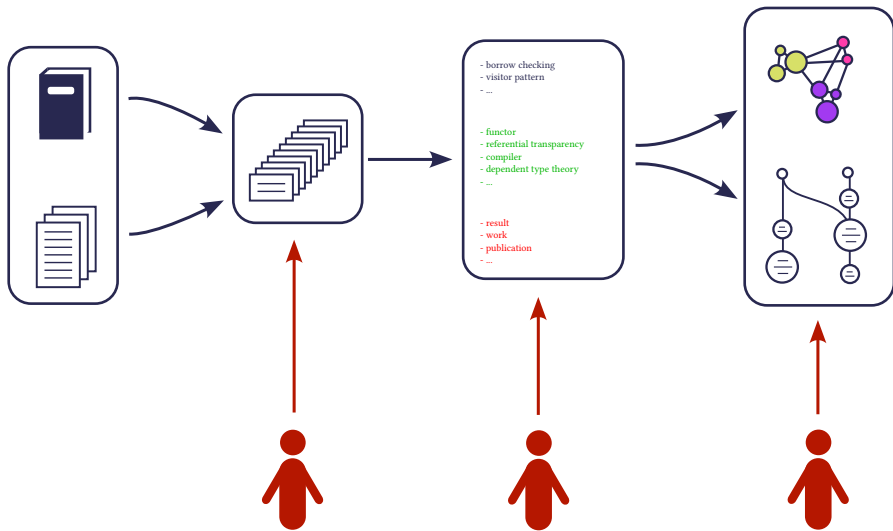 - borrow checking
- visitor pattern
- ...
- functor
- referential transparency
- compiler
- dependent type theory
- ...
- result
- work
- publication
- ...